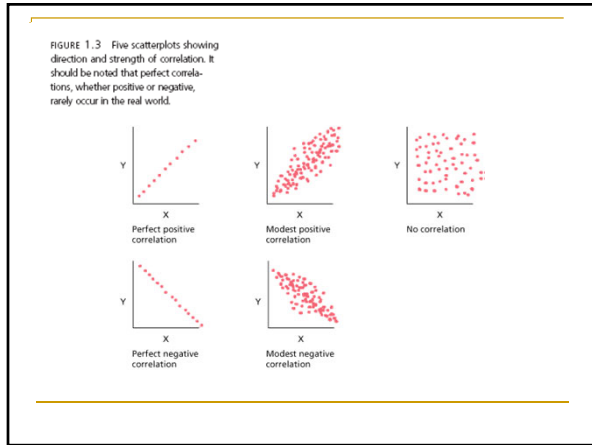 FIGURE 1.3 Five scatterplots showing
direction and strength of correlation. It
should be noted that perfect correla-
tions, whether positive or negative,
rarely occur in the real world.
Y
X
Perfect positive
correlation
Y
X
Modest positive
correlation
Y
X
No correlation
Y
X
Perfect negative
correlation
Y
X
Modest negative
correlation